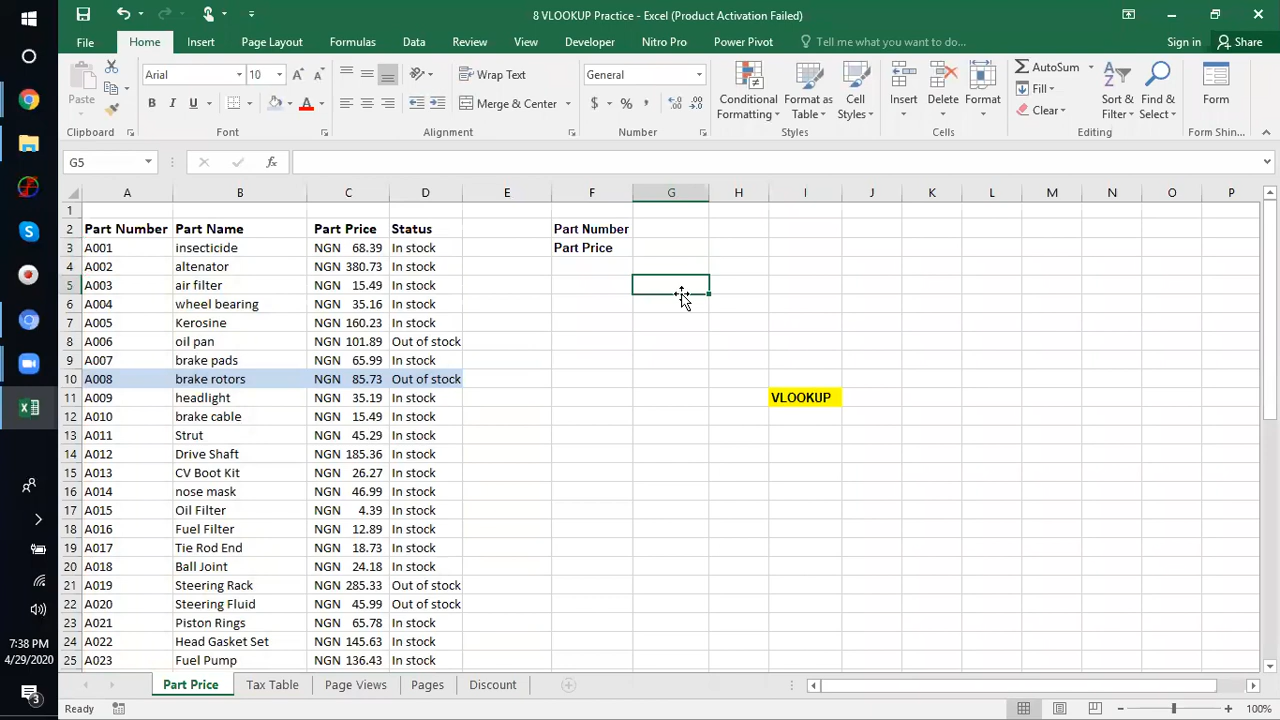 8 VLOOKUP Practice - Excel (Product Activation Failed)
File Home Insert Page Layout Formulas Data Review View Developer Nitro Pro Power Pivot Tell me what you want to do... Sign in Share
Paste
Clipboard
Arial 10
B I U
Font
Wrap Text
Merge & Center
Alignment
General
$ % ,
Number
Conditional Formatting
Format as Table
Cell Styles
Styles
Insert Delete Format
Cells
AutoSum
Fill
Clear
Sort & Filter
Find & Select
Editing
Form
Form Shin...
G5 fx
A B C D E F G H I J K L M N O P
1
2 Part Number Part Name Part Price Status Part Number
3 A001 insecticide NGN 68.39 In stock Part Price
4 A002 altenator NGN 380.73 In stock
5 A003 air filter NGN 15.49 In stock
6 A004 wheel bearing NGN 35.16 In stock
7 A005 Kerosine NGN 160.23 In stock
8 A006 oil pan NGN 101.89 Out of stock
9 A007 brake pads NGN 65.99 In stock
10 A008 brake rotors NGN 85.73 Out of stock
11 A009 headlight NGN 35.19 In stock VLOOKUP
12 A010 brake cable NGN 15.49 In stock
13 A011 Strut NGN 45.29 In stock
14 A012 Drive Shaft NGN 185.36 In stock
15 A013 CV Boot Kit NGN 26.27 In stock
16 A014 nose mask NGN 46.99 In stock
17 A015 Oil Filter NGN 4.39 In stock
18 A016 Fuel Filter NGN 12.89 In stock
19 A017 Tie Rod End NGN 18.73 In stock
20 A018 Ball Joint NGN 24.18 In stock
21 A019 Steering Rack NGN 285.33 Out of stock
22 A020 Steering Fluid NGN 45.99 Out of stock
23 A021 Piston Rings NGN 65.78 In stock
24 A022 Head Gasket Set NGN 145.63 In stock
25 A023 Fuel Pump NGN 136.43 In stock
Part Price Tax Table Page Views Pages Discount
Ready 100%
7:38 PM
4/29/2020
3